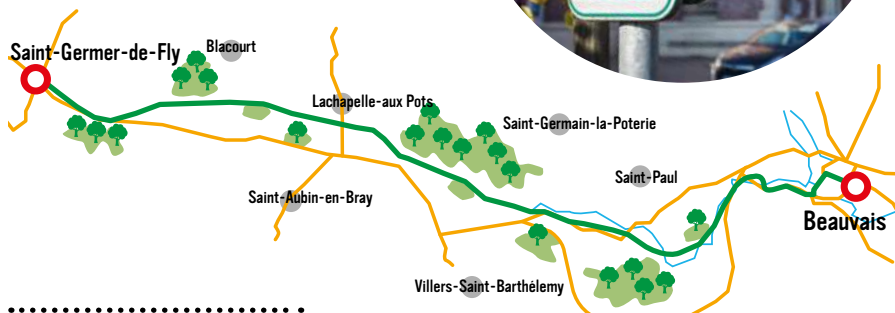 Saint-Germer-de-Fly
Blacourt
Lachapelle-aux Pots
Saint-Germain-la-Poterie
Saint-Aubin-en-Bray
Saint-Paul
Beauvais
Villers-Saint-Barthélemy